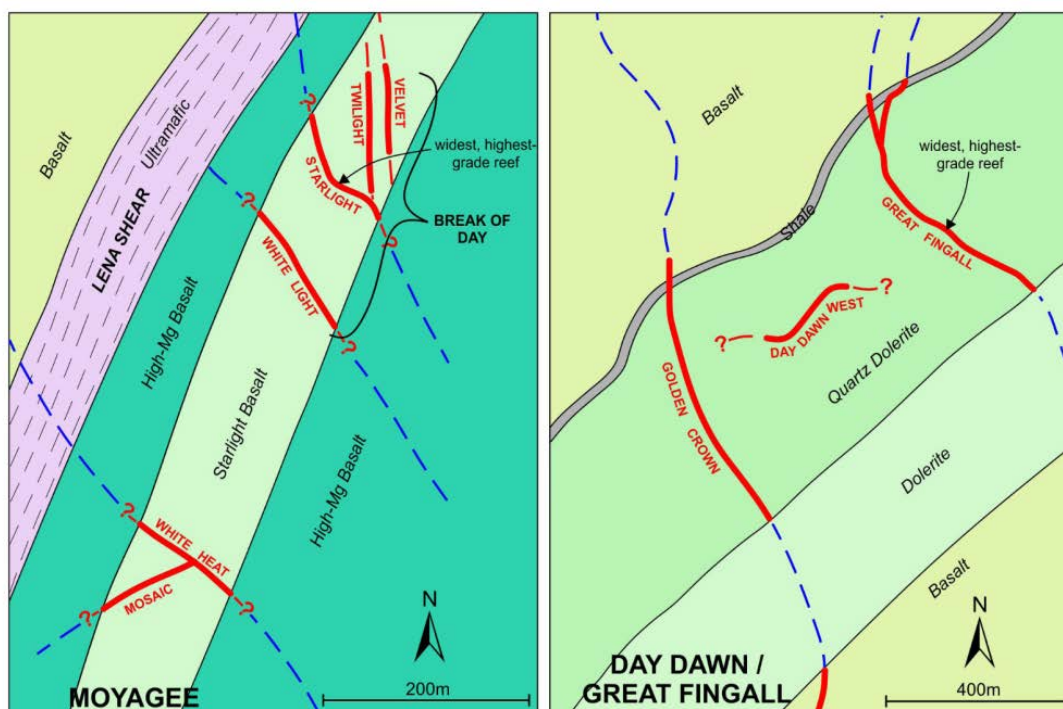 Basalt
Ultramafic
LENA SHEAR
High-Mg Basalt
Starlight Basalt
High-Mg Basalt
?
TWILIGHT
VELVET
widest, highest-
grade reef
STARLIGHT
BREAK OF
DAY
?
?
WHITE LIGHT
?
?
WHITE HEAT
MOSAIC
?
?
N
200m
MOYAGEE
Basalt
Shale
widest, highest-
grade reef
GREAT FINGALL
?
DAY DAWN WEST
?
GOLDEN CROWN
Quartz Dolerite
Dolerite
Basalt
N
400m
DAY DAWN /
GREAT FINGALL